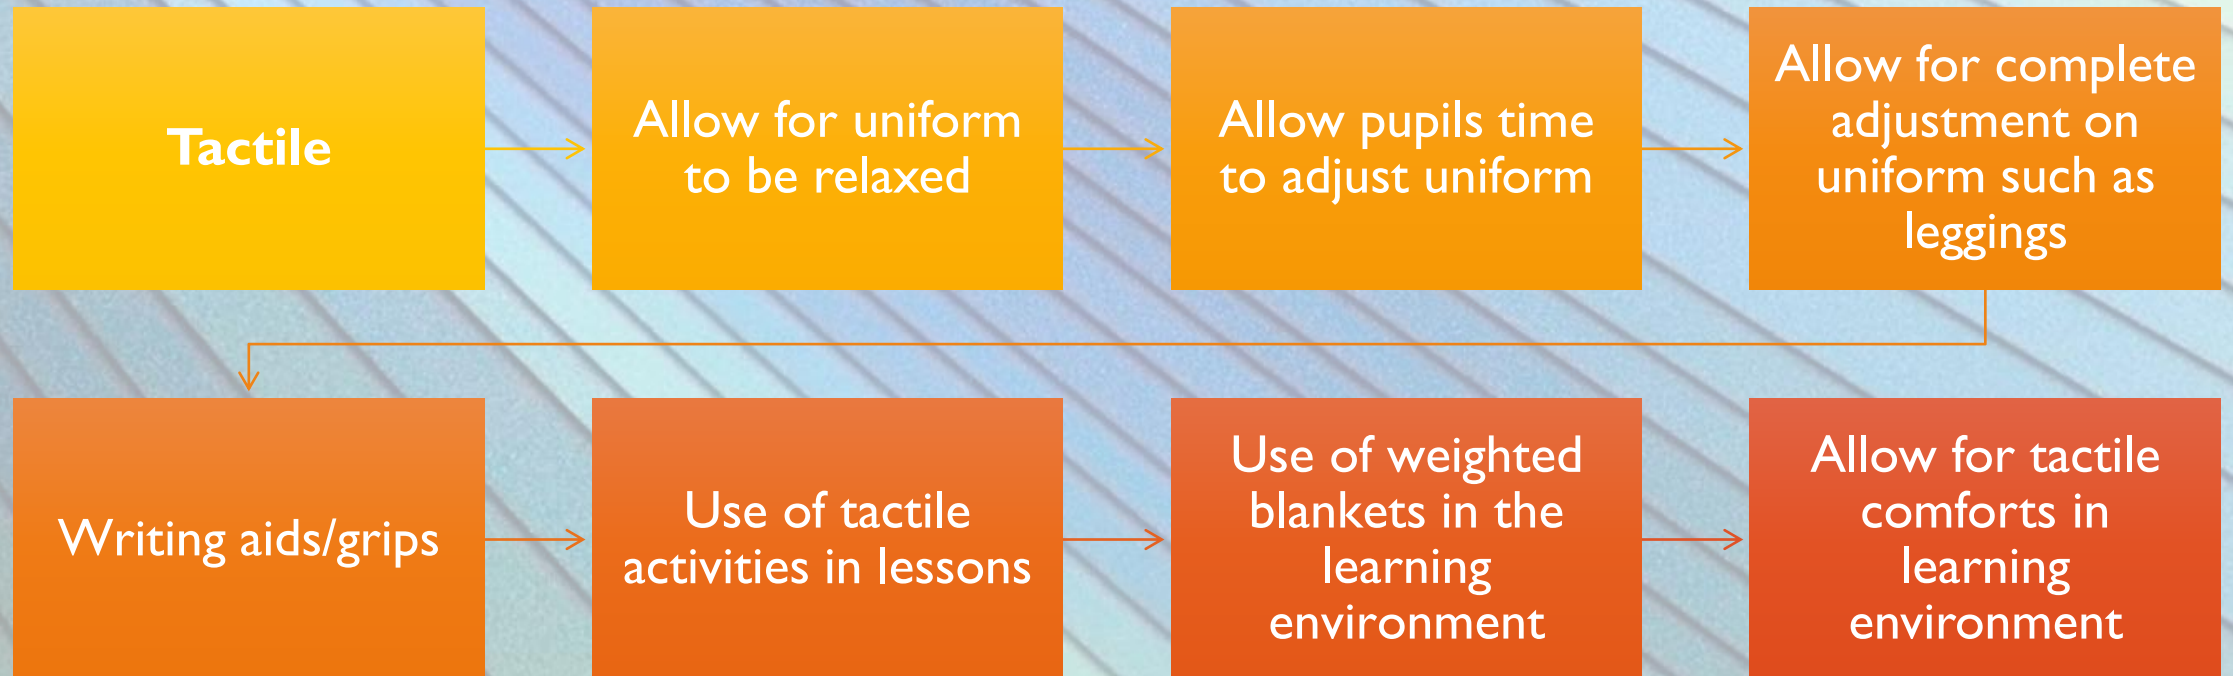 Tactile
Allow for uniform
to be relaxed
Allow pupils time
to adjust uniform
Allow for complete
adjustment on
uniform such as
leggings
Writing aids/grips
Use of tactile
activities in lessons
Use of weighted
blankets in the
learning
environment
Allow for tactile
comforts in
learning
environment